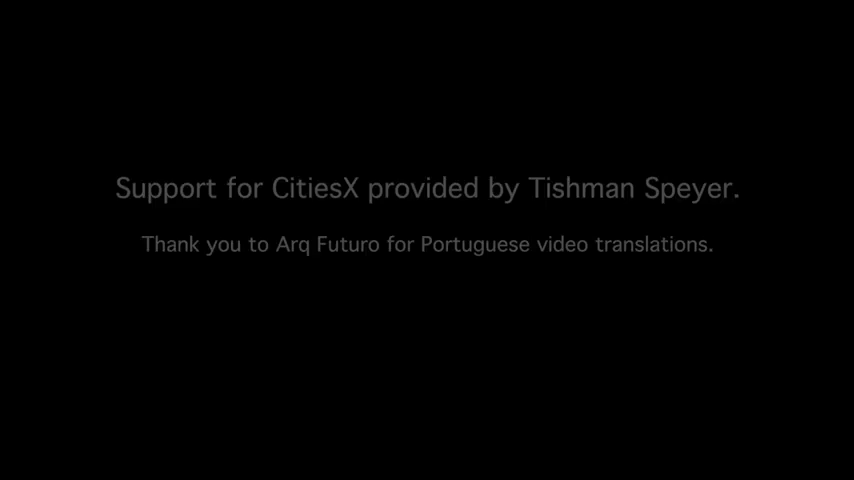 Support for CitiesX provided by Tishman Speyer.
Thank you to Arq Futuro for Portuguese video translations.